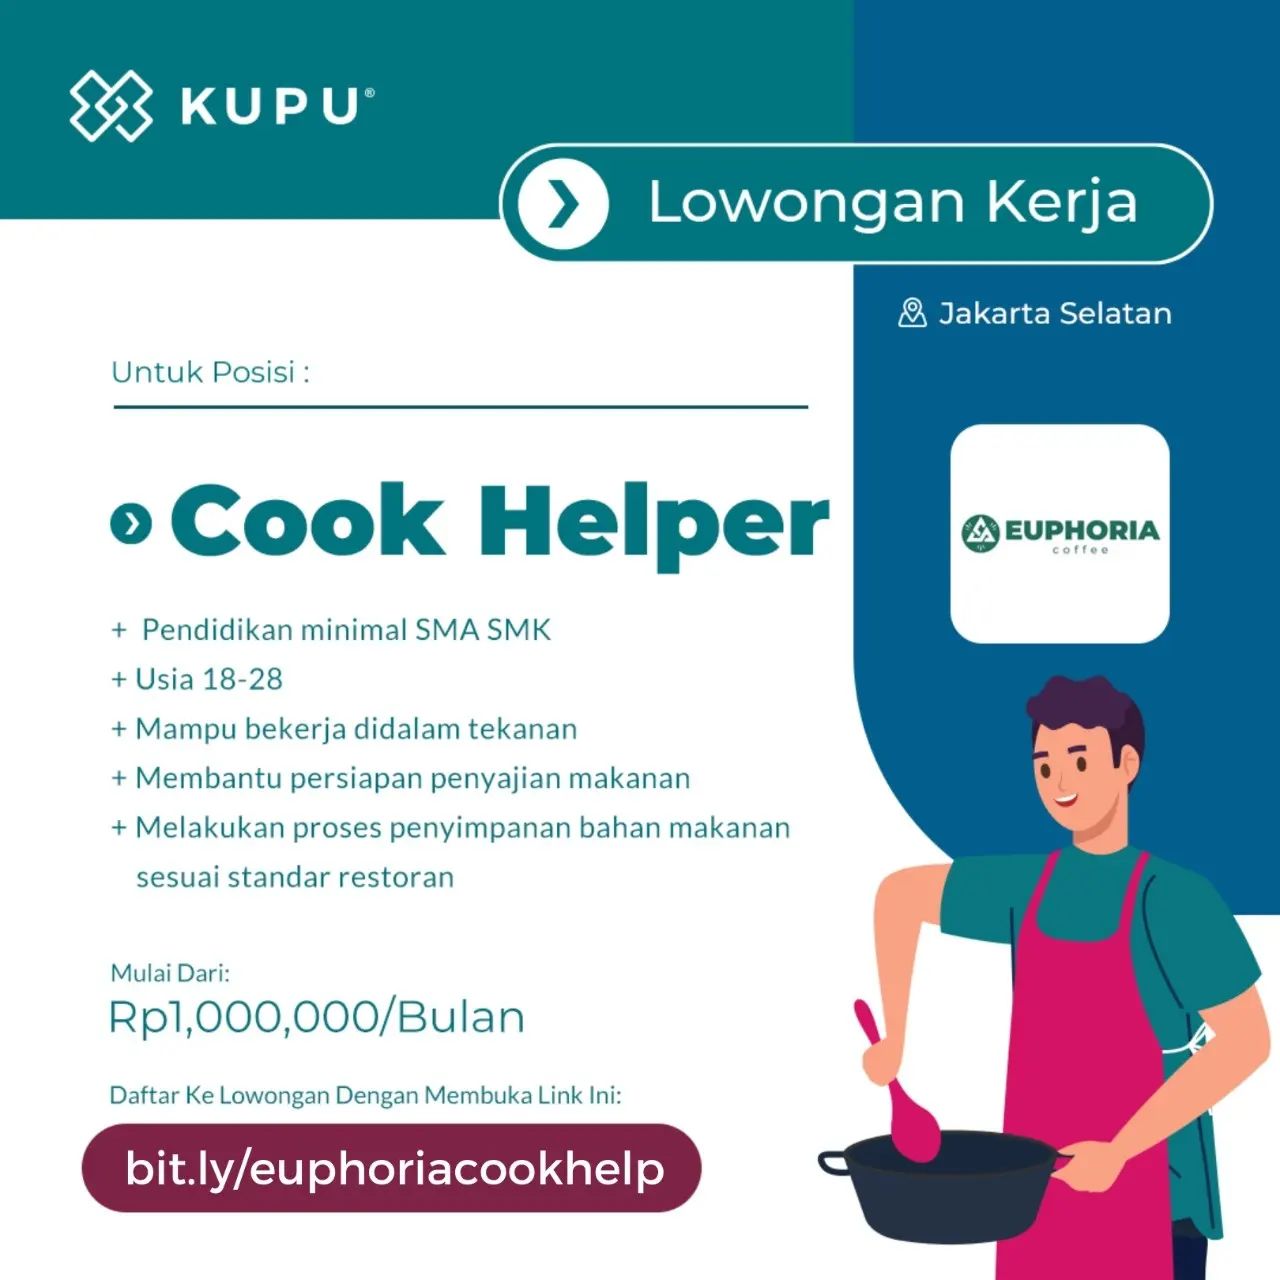 KUPU®
Lowongan Kerja
Jakarta Selatan
Untuk Posisi :
Cook Helper
EUPHORIA
coffee
+ Pendidikan minimal SMA SMK
+ Usia 18-28
+ Mampu bekerja didalam tekanan
+ Membantu persiapan penyajian makanan
+ Melakukan proses penyimpanan bahan makanan
sesuai standar restoran
Mulai Dari:
Rp1,000,000/Bulan
Daftar Ke Lowongan Dengan Membuka Link Ini:
bit.ly/euphoriacookhelp